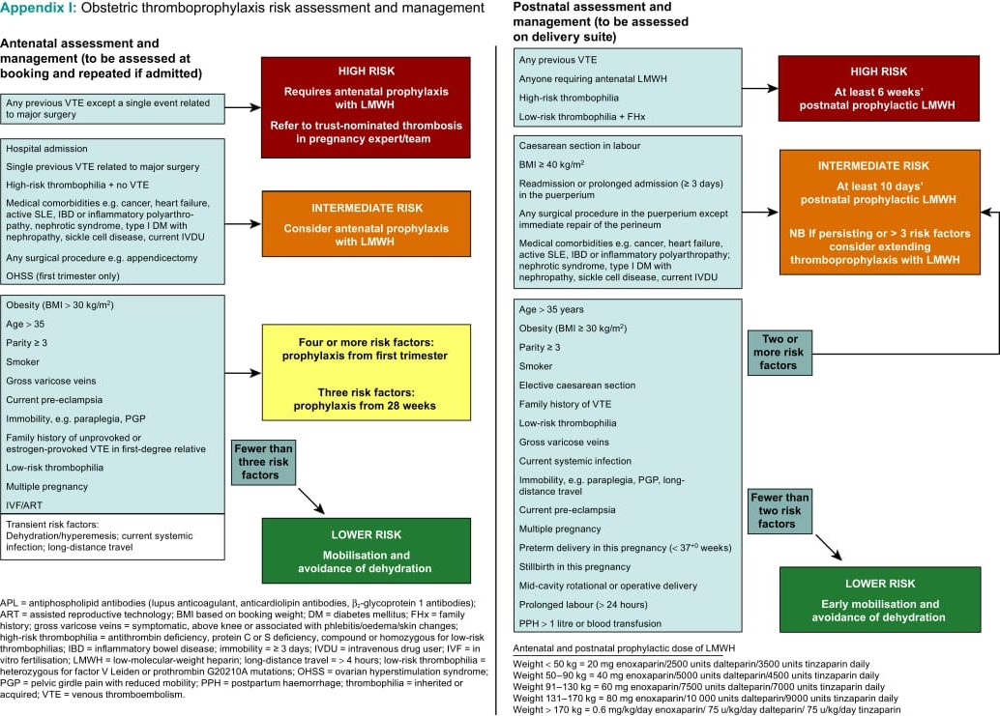 Appendix I: Obstetric thromboprophylaxis risk assessment and management
Antenatal assessment and
management (to be assessed at
booking and repeated if admitted)
Any previous VTE except a single event related
to major surgery
HIGH RISK
Requires antenatal prophylaxis
with LMWH
Refer to trust-nominated thrombosis
in pregnancy expert/team
Hospital admission
Single previous VTE related to major surgery
High-risk thrombophilia + no VTE
Medical comorbidities e.g. cancer, heart failure,
active SLE, IBD or inflammatory polyarthro-
pathy, nephrotic syndrome, type I DM with
nephropathy, sickle cell disease, current IVDU
Any surgical procedure e.g. appendicectomy
OHSS (first trimester only)
INTERMEDIATE RISK
Consider antenatal prophylaxis
with LMWH
Obesity (BMI > 30 kg/m²)
Age > 35
Parity ≥ 3
Smoker
Gross varicose veins
Current pre-eclampsia
Immobility, e.g. paraplegia, PGP
Family history of unprovoked or
estrogen-provoked VTE in first-degree relative
Low-risk thrombophilia
Multiple pregnancy
IVF/ART
Transient risk factors:
Dehydration/hyperemesis; current systemic
infection; long-distance travel
Four or more risk factors:
prophylaxis from first trimester
Three risk factors:
prophylaxis from 28 weeks
Fewer than
three risk
factors
LOWER RISK
Mobilisation and
avoidance of dehydration
APL = antiphospholipid antibodies (lupus anticoagulant, anticardiolipin antibodies, β₂-glycoprotein 1 antibodies);
ART = assisted reproductive technology; BMI based on booking weight; DM = diabetes mellitus; FHx = family
history; gross varicose veins = symptomatic, above knee or associated with phlebitis/oedema/skin changes;
high-risk thrombophilia = antithrombin deficiency, protein C or S deficiency, compound or homozygous for low-risk
thrombophilias; IBD = inflammatory bowel disease; immobility = ≥ 3 days; IVDU = intravenous drug user; IVF = in
vitro fertilisation; LMWH = low-molecular-weight heparin; long-distance travel = > 4 hours; low-risk thrombophilia =
heterozygous for factor V Leiden or prothrombin G20210A mutations; OHSS = ovarian hyperstimulation syndrome;
PGP = pelvic girdle pain with reduced mobility; PPH = postpartum haemorrhage; thrombophilia = inherited or
acquired; VTE = venous thromboembolism.
Postnatal assessment and
management (to be assessed
on delivery suite)
Any previous VTE
Anyone requiring antenatal LMWH
High-risk thrombophilia
Low-risk thrombophilia + FHx
HIGH RISK
At least 6 weeks'
postnatal prophylactic LMWH
Caesarean section in labour
BMI ≥ 40 kg/m²
Readmission or prolonged admission (≥ 3 days)
in the puerperium
Any surgical procedure in the puerperium except
immediate repair of the perineum
Medical comorbidities e.g. cancer, heart failure,
active SLE, IBD or inflammatory polyarthropathy;
nephrotic syndrome, type I DM with
nephropathy, sickle cell disease, current IVDU
INTERMEDIATE RISK
At least 10 days'
postnatal prophylactic LMWH
NB If persisting or > 3 risk factors
consider extending
thromboprophylaxis with LMWH
Age > 35 years
Obesity (BMI ≥ 30 kg/m²)
Parity ≥ 3
Smoker
Elective caesarean section
Family history of VTE
Low-risk thrombophilia
Gross varicose veins
Current systemic infection
Immobility, e.g. paraplegia, PGP, long-
distance travel
Current pre-eclampsia
Multiple pregnancy
Preterm delivery in this pregnancy (< 37⁺⁰ weeks)
Stillbirth in this pregnancy
Mid-cavity rotational or operative delivery
Prolonged labour (> 24 hours)
PPH > 1 litre or blood transfusion
Two or
more risk
factors
Fewer than
two risk
factors
LOWER RISK
Early mobilisation and
avoidance of dehydration
Antenatal and postnatal prophylactic dose of LMWH
Weight < 50 kg = 20 mg enoxaparin/2500 units dalteparin/3500 units tinzaparin daily
Weight 50–90 kg = 40 mg enoxaparin/5000 units dalteparin/4500 units tinzaparin daily
Weight 91–130 kg = 60 mg enoxaparin/7500 units dalteparin/7000 units tinzaparin daily
Weight 131–170 kg = 80 mg enoxaparin/10 000 units dalteparin/9000 units tinzaparin daily
Weight > 170 kg = 0.6 mg/kg/day enoxaparin/ 75 u/kg/day dalteparin/ 75 u/kg/day tinzaparin